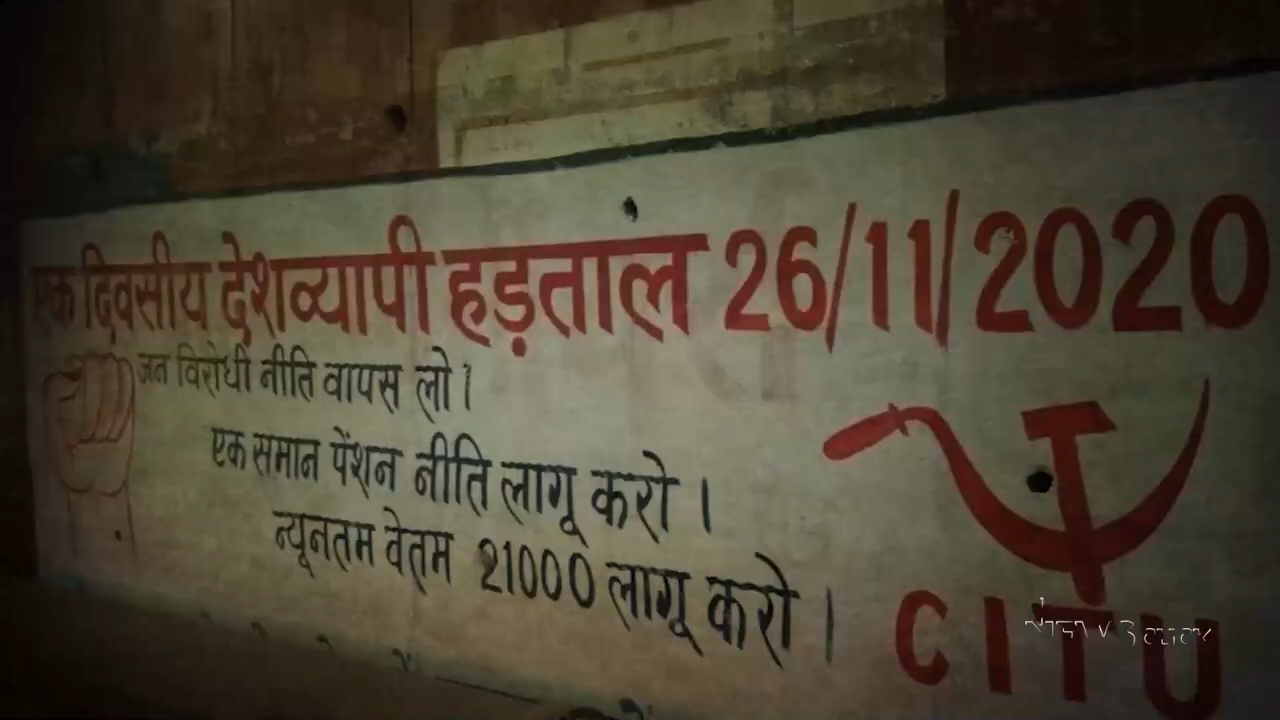 एक दिवसीय देशव्यापी हड़ताल 26/11/2020
जन विरोधी नीति वापस लो।
एक समान पेंशन नीति लागू करो।
न्यूनतम वेतम 21000 लागू करो।
CITU